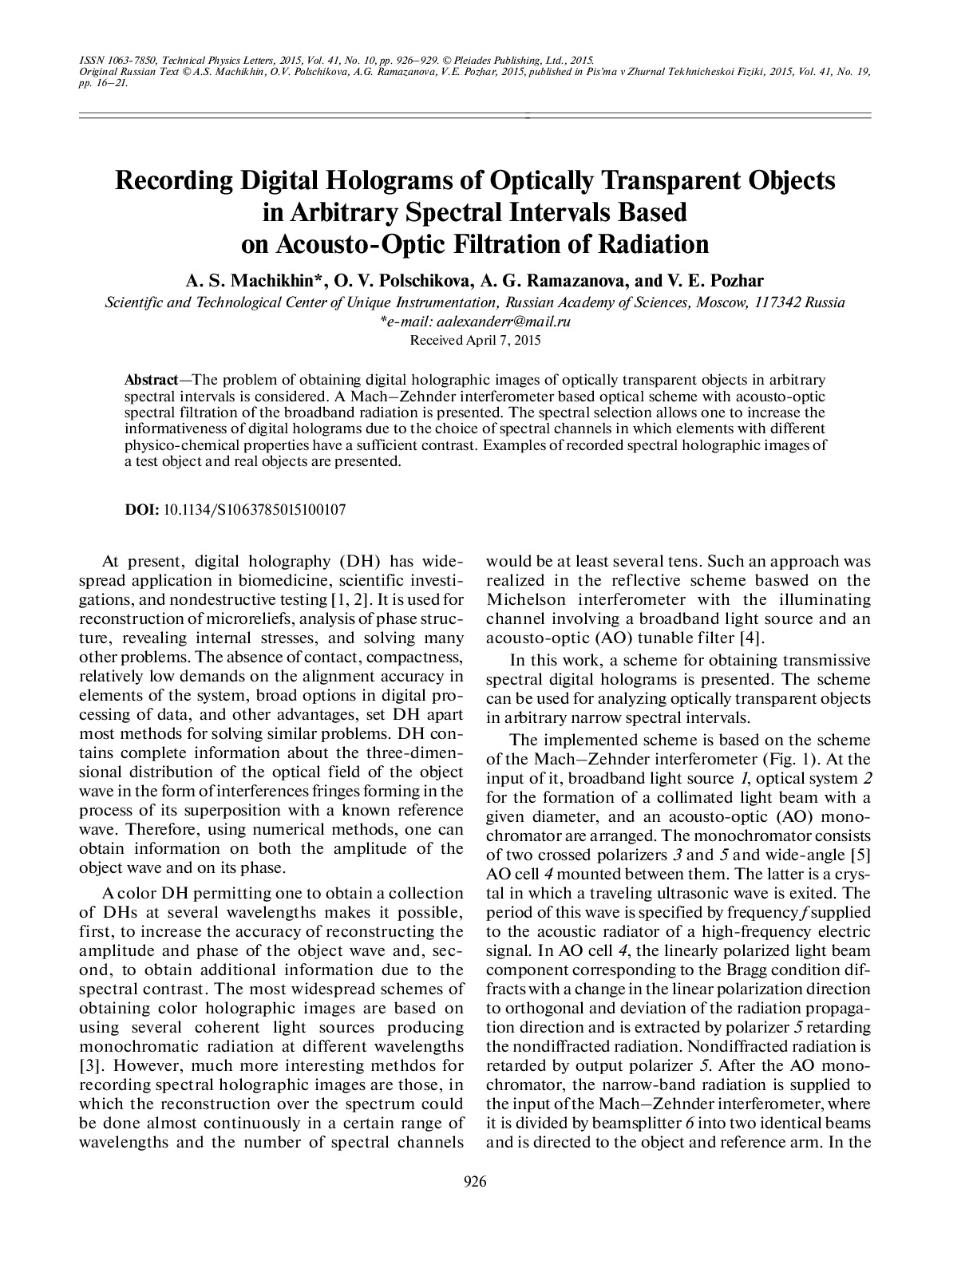 ISSN 1063-7850, Technical Physics Letters, 2015, Vol. 41, No. 10, pp. 926–929. © Pleiades Publishing, Ltd., 2015.
Original Russian Text © A.S. Machikhin, O.V. Polschikova, A.G. Ramazanova, V.E. Pozhar, 2015, published in Pis’ma v Zhurnal Tekhnicheskoi Fiziki, 2015, Vol. 41, No. 19,
pp. 16–21.
Recording Digital Holograms of Optically Transparent Objects
in Arbitrary Spectral Intervals Based
on Acousto-Optic Filtration of Radiation
A. S. Machikhin*, O. V. Polschikova, A. G. Ramazanova, and V. E. Pozhar
Scientific and Technological Center of Unique Instrumentation, Russian Academy of Sciences, Moscow, 117342 Russia
*e-mail: aalexanderr@mail.ru
Received April 7, 2015
Abstract—The problem of obtaining digital holographic images of optically transparent objects in arbitrary
spectral intervals is considered. A Mach–Zehnder interferometer based optical scheme with acousto-optic
spectral filtration of the broadband radiation is presented. The spectral selection allows one to increase the
informativeness of digital holograms due to the choice of spectral channels in which elements with different
physico-chemical properties have a sufficient contrast. Examples of recorded spectral holographic images of
a test object and real objects are presented.
DOI: 10.1134/S1063785015100107
At present, digital holography (DH) has wide-
spread application in biomedicine, scientific investi-
gations, and nondestructive testing [1, 2]. It is used for
reconstruction of microreliefs, analysis of phase struc-
ture, revealing internal stresses, and solving many
other problems. The absence of contact, compactness,
relatively low demands on the alignment accuracy in
elements of the system, broad options in digital pro-
cessing of data, and other advantages, set DH apart
most methods for solving similar problems. DH con-
tains complete information about the three-dimen-
sional distribution of the optical field of the object
wave in the form of interferences fringes forming in the
process of its superposition with a known reference
wave. Therefore, using numerical methods, one can
obtain information on both the amplitude of the
object wave and on its phase.
A color DH permitting one to obtain a collection
of DHs at several wavelengths makes it possible,
first, to increase the accuracy of reconstructing the
amplitude and phase of the object wave and, sec-
ond, to obtain additional information due to the
spectral contrast. The most widespread schemes of
obtaining color holographic images are based on
using several coherent light sources producing
monochromatic radiation at different wavelengths
[3]. However, much more interesting methdos for
recording spectral holographic images are those, in
which the reconstruction over the spectrum could
be done almost continuously in a certain range of
wavelengths and the number of spectral channels
would be at least several tens. Such an approach was
realized in the reflective scheme baswed on the
Michelson interferometer with the illuminating
channel involving a broadband light source and an
acousto-optic (AO) tunable filter [4].
In this work, a scheme for obtaining transmissive
spectral digital holograms is presented. The scheme
can be used for analyzing optically transparent objects
in arbitrary narrow spectral intervals.
The implemented scheme is based on the scheme
of the Mach–Zehnder interferometer (Fig. 1). At the
input of it, broadband light source 1, optical system 2
for the formation of a collimated light beam with a
given diameter, and an acousto-optic (AO) mono-
chromator are arranged. The monochromator consists
of two crossed polarizers 3 and 5 and wide-angle [5]
AO cell 4 mounted between them. The latter is a crys-
tal in which a traveling ultrasonic wave is exited. The
period of this wave is specified by frequency f supplied
to the acoustic radiator of a high-frequency electric
signal. In AO cell 4, the linearly polarized light beam
component corresponding to the Bragg condition dif-
fracts with a change in the linear polarization direction
to orthogonal and deviation of the radiation propaga-
tion direction and is extracted by polarizer 5 retarding
the nondiffracted radiation. Nondiffracted radiation is
retarded by output polarizer 5. After the AO mono-
chromator, the narrow-band radiation is supplied to
the input of the Mach–Zehnder interferometer, where
it is divided by beamsplitter 6 into two identical beams
and is directed to the object and reference arm. In the
926